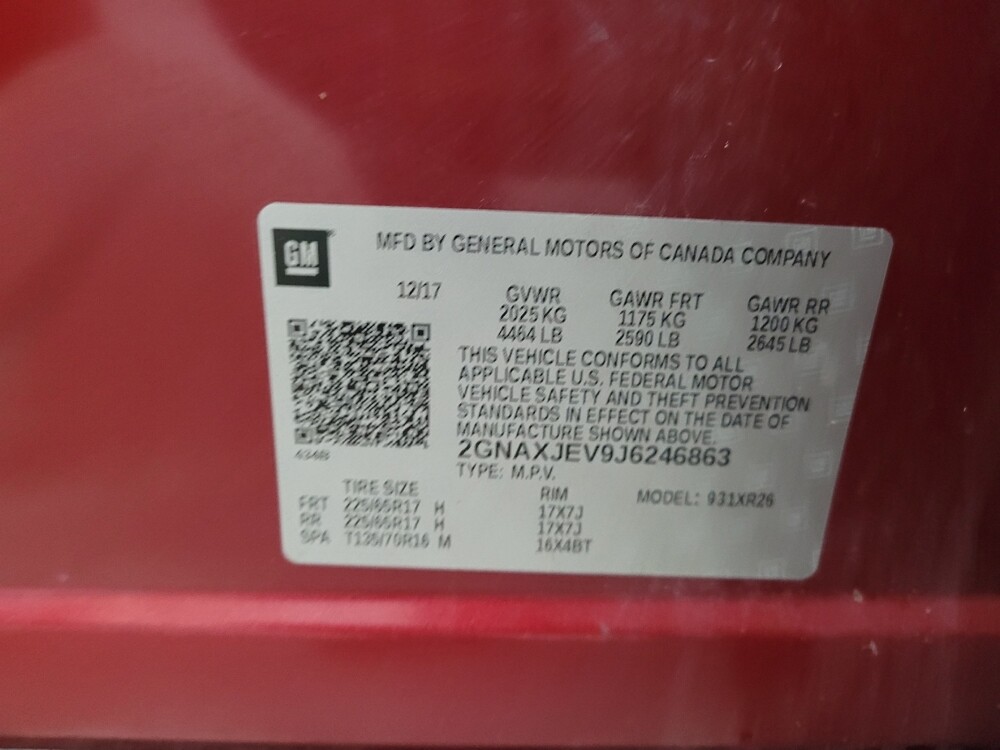 GM
MFD BY GENERAL MOTORS OF CANADA COMPANY
12/17 GVWR GAWR FRT GAWR RR
2025 KG 1175 KG 1200 KG
4464 LB 2590 LB 2645 LB
THIS VEHICLE CONFORMS TO ALL
APPLICABLE U.S. FEDERAL MOTOR
VEHICLE SAFETY AND THEFT PREVENTION
STANDARDS IN EFFECT ON THE DATE OF
MANUFACTURE SHOWN ABOVE.
2GNAXJEV9J6246863
TYPE: M.P.V.
TIRE SIZE RIM MODEL: 931XR26
FRT 225/65R17 H 17X7J
RR 225/65R17 H 17X7J
SPA T135/70R16 M 16X4BT